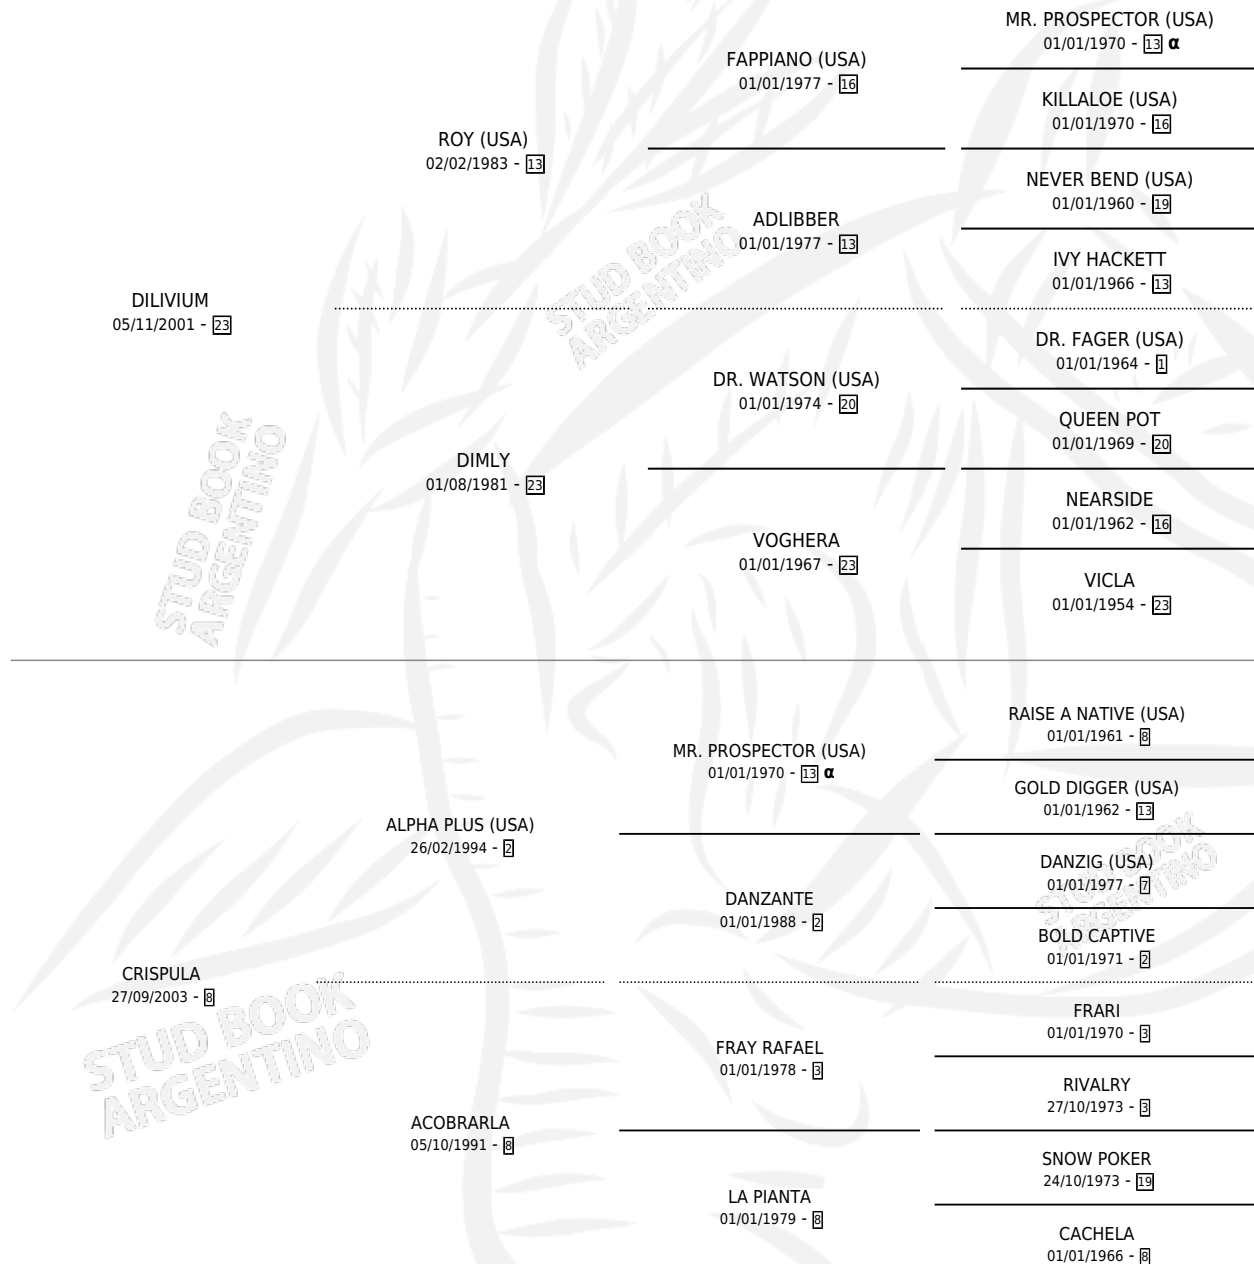 MR. PROSPECTOR (USA)
01/01/1970 - 13 α
FAPPIANO (USA)
01/01/1977 - 16
KILLALOE (USA)
01/01/1970 - 16
ROY (USA)
02/02/1983 - 13
NEVER BEND (USA)
01/01/1960 - 19
ADLIBBER
01/01/1977 - 13
IVY HACKETT
01/01/1966 - 13
DILIVIUM
05/11/2001 - 23
DR. FAGER (USA)
01/01/1964 - 1
DR. WATSON (USA)
01/01/1974 - 20
QUEEN POT
01/01/1969 - 20
DIMLY
01/08/1981 - 23
NEARSIDE
01/01/1962 - 16
VOGHERA
01/01/1967 - 23
VICLA
01/01/1954 - 23
RAISE A NATIVE (USA)
01/01/1961 - 8
MR. PROSPECTOR (USA)
01/01/1970 - 13 α
GOLD DIGGER (USA)
01/01/1962 - 13
ALPHA PLUS (USA)
26/02/1994 - 2
DANZIG (USA)
01/01/1977 - 7
DANZANTE
01/01/1988 - 2
BOLD CAPTIVE
01/01/1971 - 2
CRISPULA
27/09/2003 - 8
FRARI
01/01/1970 - 3
FRAY RAFAEL
01/01/1978 - 3
RIVALRY
27/10/1973 - 3
ACOBRARLA
05/10/1991 - 8
SNOW POKER
24/10/1973 - 19
LA PIANTA
01/01/1979 - 8
CACHELA
01/01/1966 - 8
STUD BOOK
ARGENTINO
STUD BOOK
ARGENTINO
STUD BOOK
ARGENTINO
STUD BOOK
ARGENTINO